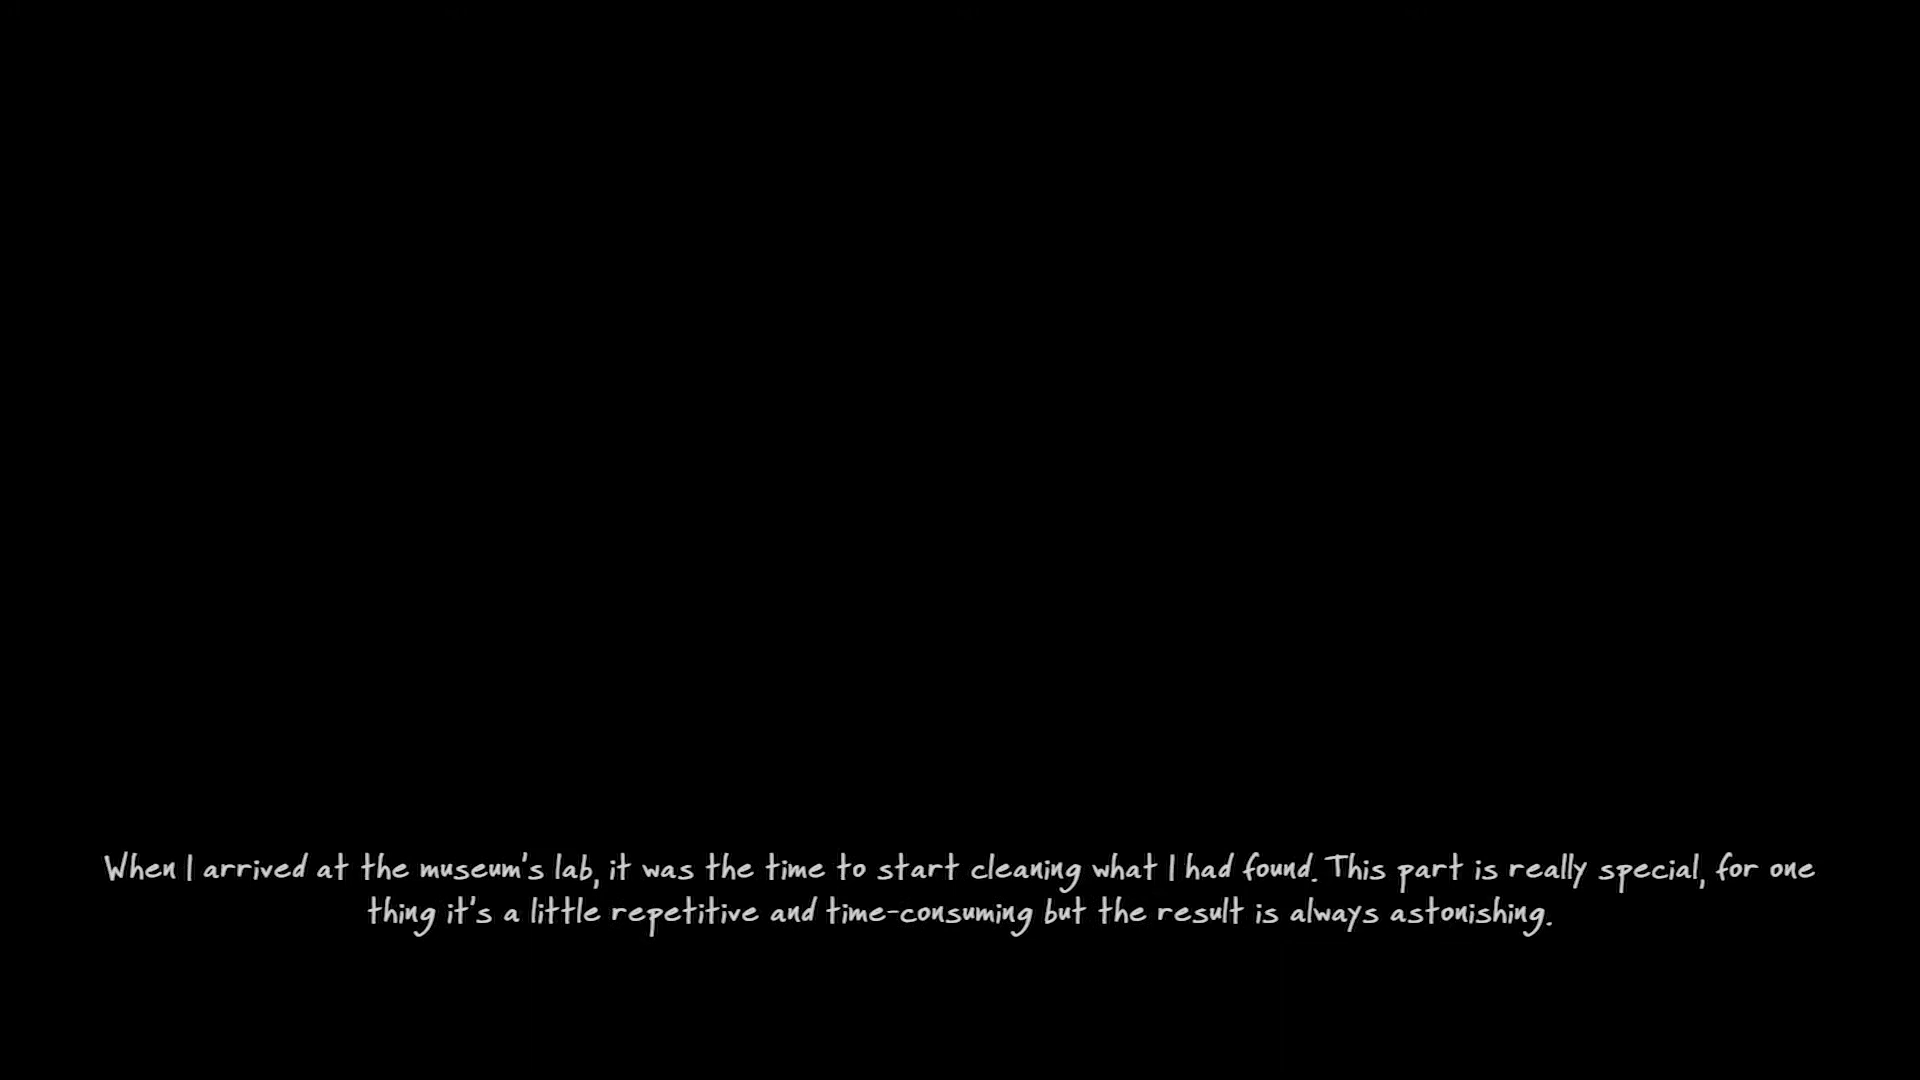 When I arrived at the museum's lab, it was the time to start cleaning what I had found. This part is really special, for one
thing it's a little repetitive and time-consuming but the result is always astonishing.